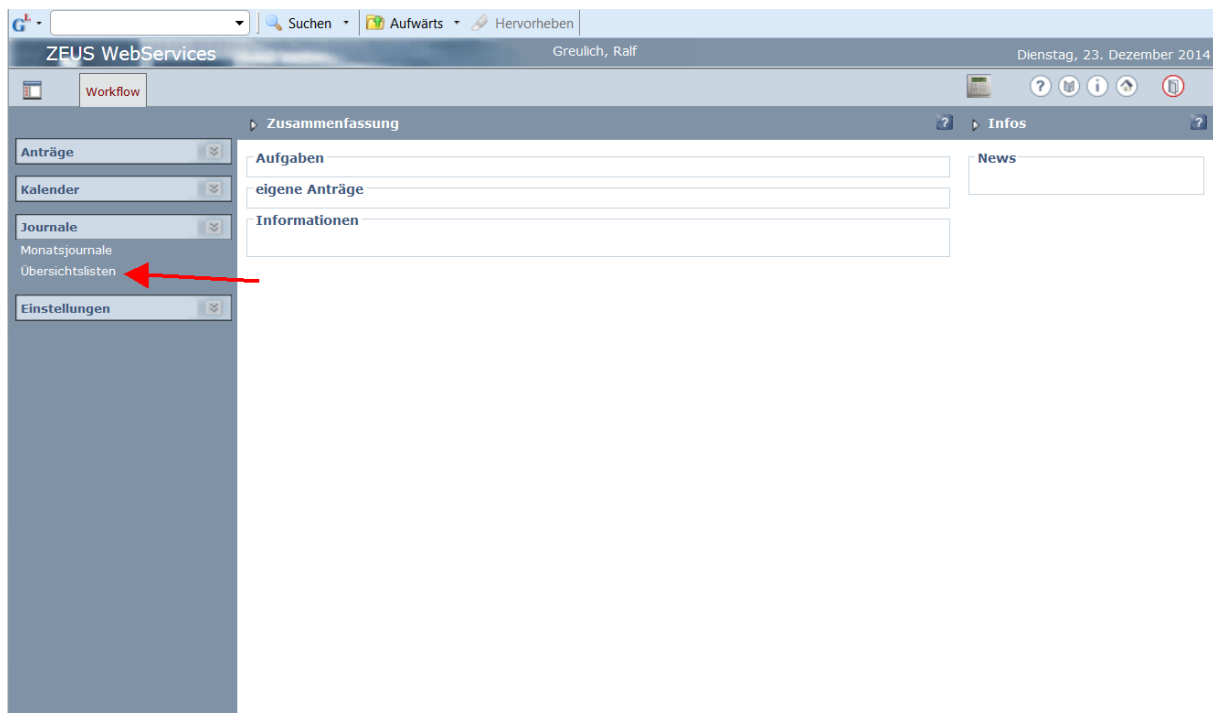 GL
Suchen Aufwärts Hervorheben
ZEUS WebServices Greulich, Ralf Dienstag, 23. Dezember 2014
Workflow ? i
Zusammenfassung ? Infos ?
Anträge
Kalender
Journale
Monatsjournale
Übersichtslisten
Einstellungen
Aufgaben
eigene Anträge
Informationen
News